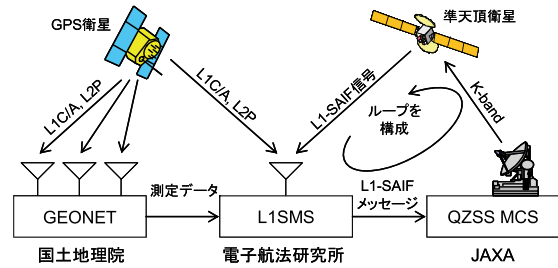 GPS衛星
準天頂衛星
L1C/A, L2P
L1C/A, L2P
L1-SAIF信号
K-band
ループを
構成
測定データ
L1-SAIF
メッセージ
GEONET
L1SMS
QZSS MCS
国土地理院
電子航法研究所
JAXA